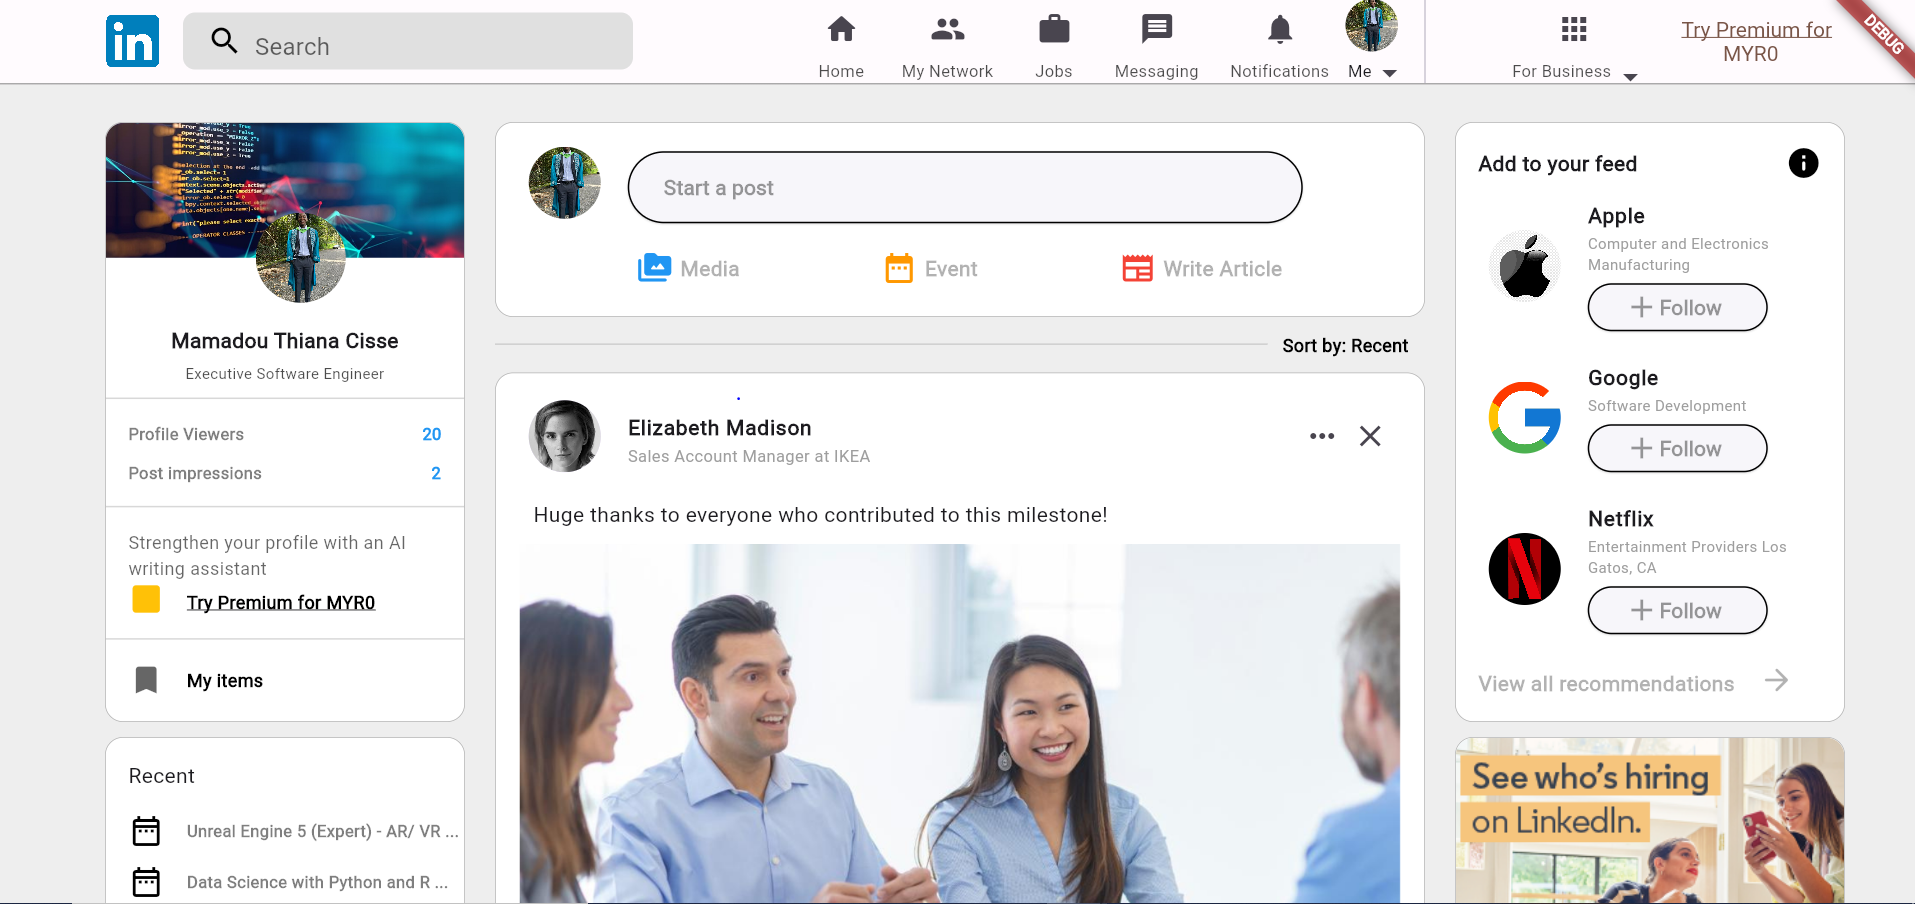 in
Search
Home
My Network
Jobs
Messaging
Notifications
Me
For Business
Try Premium for
MYR0
DEBUG
Mamadou Thiana Cisse
Executive Software Engineer
Profile Viewers 20
Post impressions 2
Strengthen your profile with an AI
writing assistant
Try Premium for MYR0
My items
Recent
Unreal Engine 5 (Expert) - AR/ VR ...
Data Science with Python and R ...
Start a post
Media
Event
Write Article
Sort by: Recent
Elizabeth Madison
Sales Account Manager at IKEA
Huge thanks to everyone who contributed to this milestone!
Add to your feed
Apple
Computer and Electronics
Manufacturing
Follow
Google
Software Development
Follow
Netflix
Entertainment Providers Los
Gatos, CA
Follow
View all recommendations
See who's hiring
on LinkedIn.